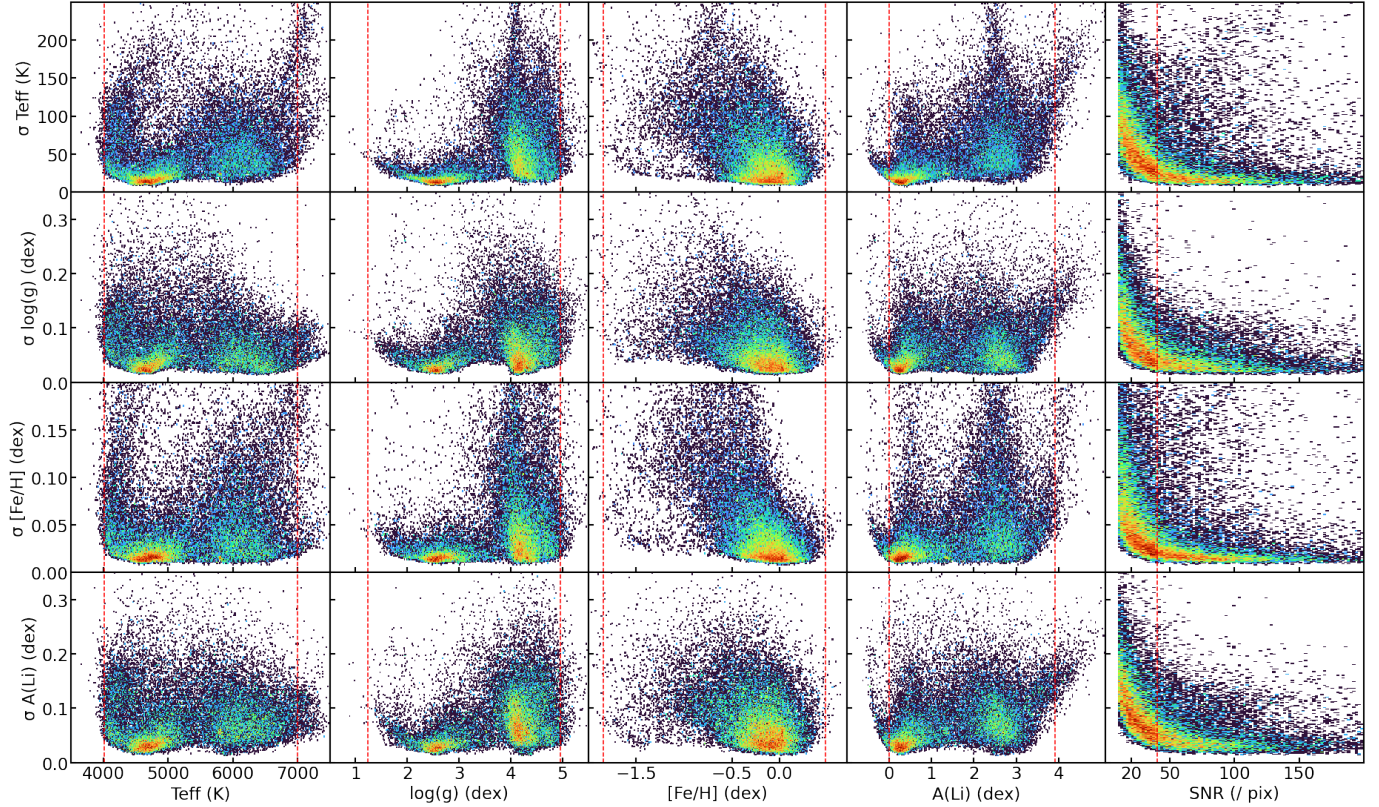 σ Teff (K)
200
150
100
50
0
σ log(g) (dex)
0.3
0.2
0.1
0.0
σ [Fe/H] (dex)
0.15
0.10
0.05
0.00
σ A(Li) (dex)
0.3
0.2
0.1
0.0
4000 5000 6000 7000
1 2 3 4 5
−1.5 −0.5 0.0
0 1 2 3 4
20 50 100 150
Teff (K)
log(g) (dex)
[Fe/H] (dex)
A(Li) (dex)
SNR (/ pix)